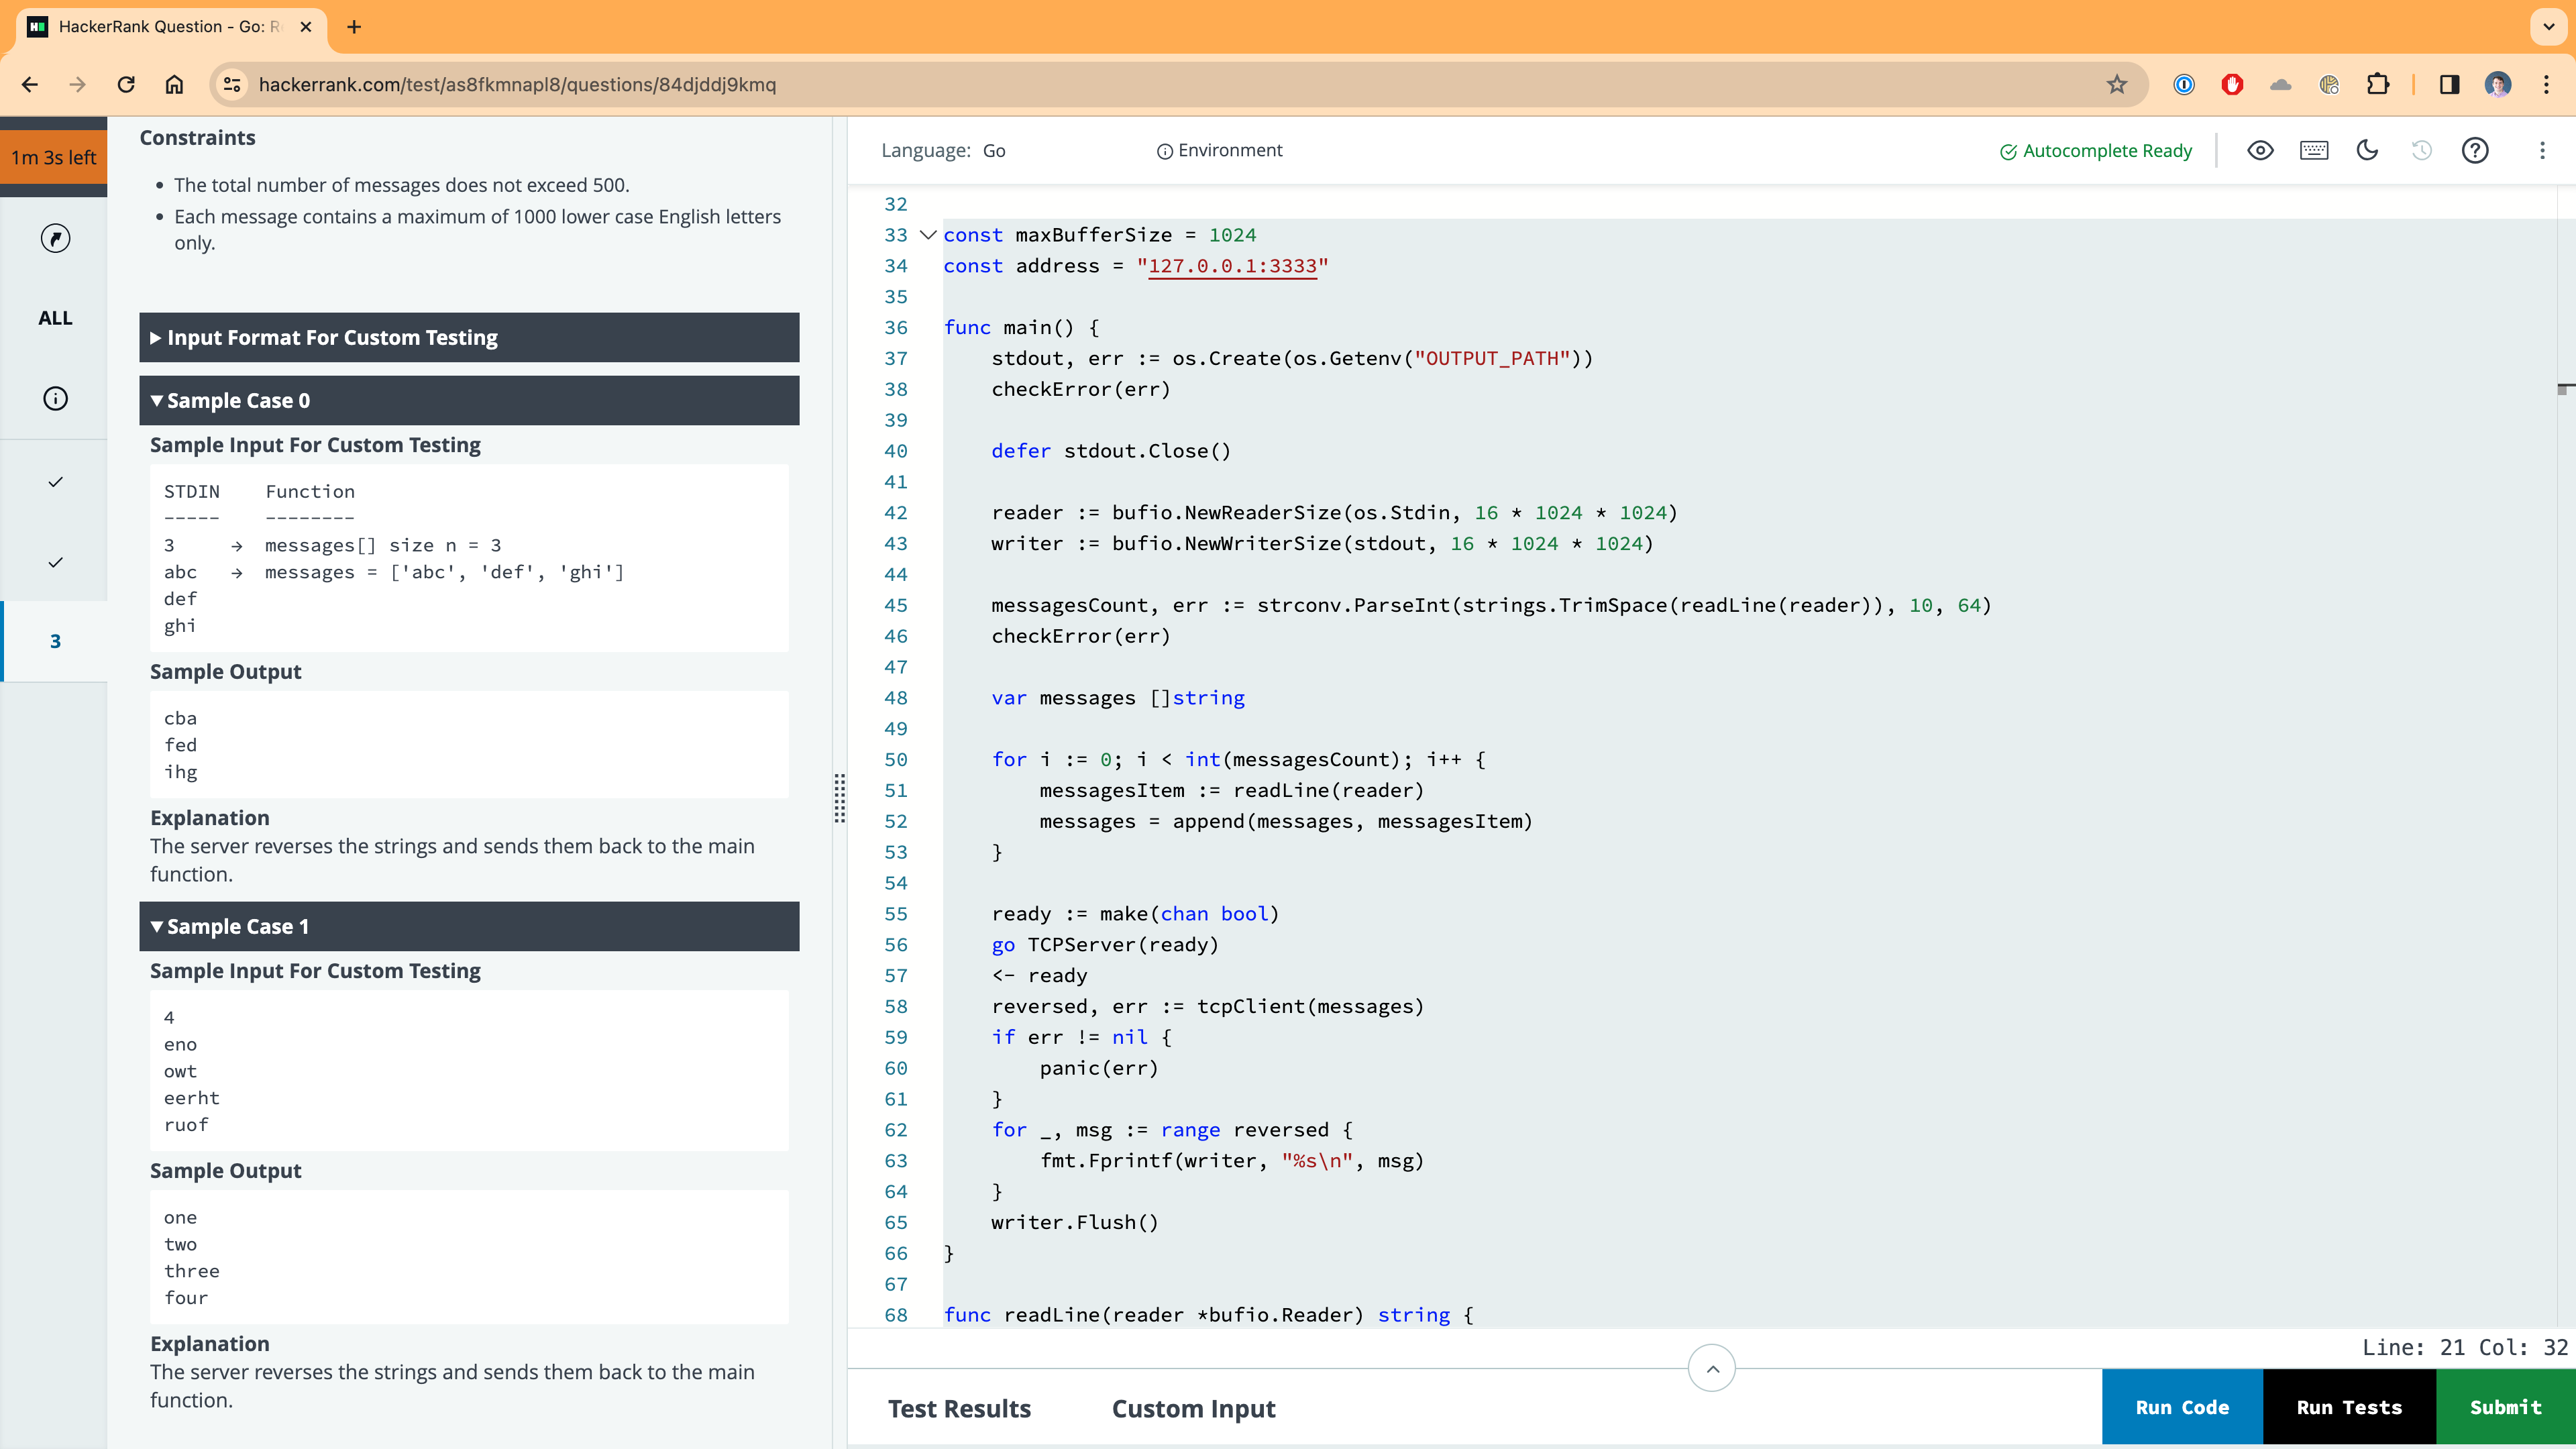 HackerRank Question - Go: R
hackerrank.com/test/as8fkmnapl8/questions/84djddj9kmq
1m 3s left
ALL
3
Constraints
• The total number of messages does not exceed 500.
• Each message contains a maximum of 1000 lower case English letters
only.
Input Format For Custom Testing
Sample Case 0
Sample Input For Custom Testing
STDIN    Function
-----    --------
3     →  messages[] size n = 3
abc   →  messages = ['abc', 'def', 'ghi']
def
ghi
Sample Output
cba
fed
ihg
Explanation
The server reverses the strings and sends them back to the main
function.
Sample Case 1
Sample Input For Custom Testing
4
eno
owt
eerht
ruof
Sample Output
one
two
three
four
Explanation
The server reverses the strings and sends them back to the main
function.
Language: Go
Environment
Autocomplete Ready
32
33 const maxBufferSize = 1024
34 const address = "127.0.0.1:3333"
35
36 func main() {
37     stdout, err := os.Create(os.Getenv("OUTPUT_PATH"))
38     checkError(err)
39
40     defer stdout.Close()
41
42     reader := bufio.NewReaderSize(os.Stdin, 16 * 1024 * 1024)
43     writer := bufio.NewWriterSize(stdout, 16 * 1024 * 1024)
44
45     messagesCount, err := strconv.ParseInt(strings.TrimSpace(readLine(reader)), 10, 64)
46     checkError(err)
47
48     var messages []string
49
50     for i := 0; i < int(messagesCount); i++ {
51         messagesItem := readLine(reader)
52         messages = append(messages, messagesItem)
53     }
54
55     ready := make(chan bool)
56     go TCPServer(ready)
57     <- ready
58     reversed, err := tcpClient(messages)
59     if err != nil {
60         panic(err)
61     }
62     for _, msg := range reversed {
63         fmt.Fprintf(writer, "%s\n", msg)
64     }
65     writer.Flush()
66 }
67
68 func readLine(reader *bufio.Reader) string {
Line: 21 Col: 32
Test Results
Custom Input
Run Code
Run Tests
Submit